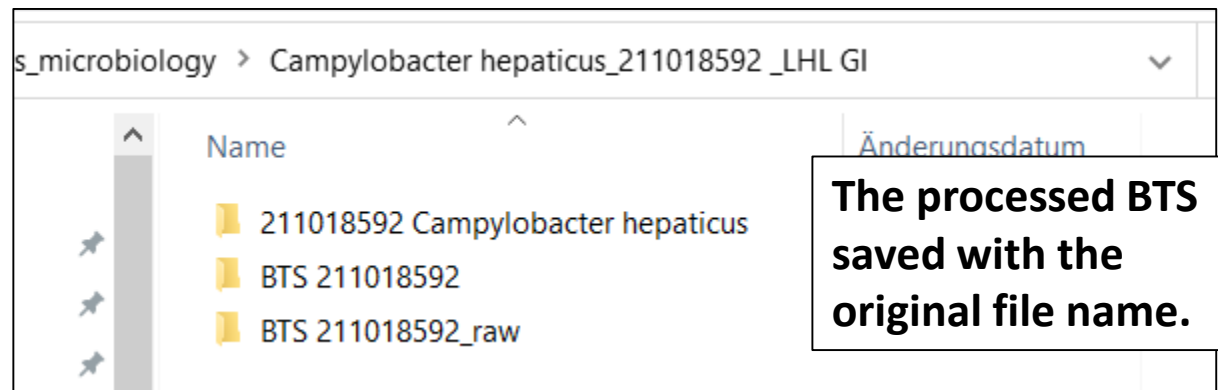 s_microbiology > Campylobacter hepaticus_211018592 _LHL GI
Name
Änderungsdatum
211018592 Campylobacter hepaticus
BTS 211018592
BTS 211018592_raw
The processed BTS
saved with the
original file name.